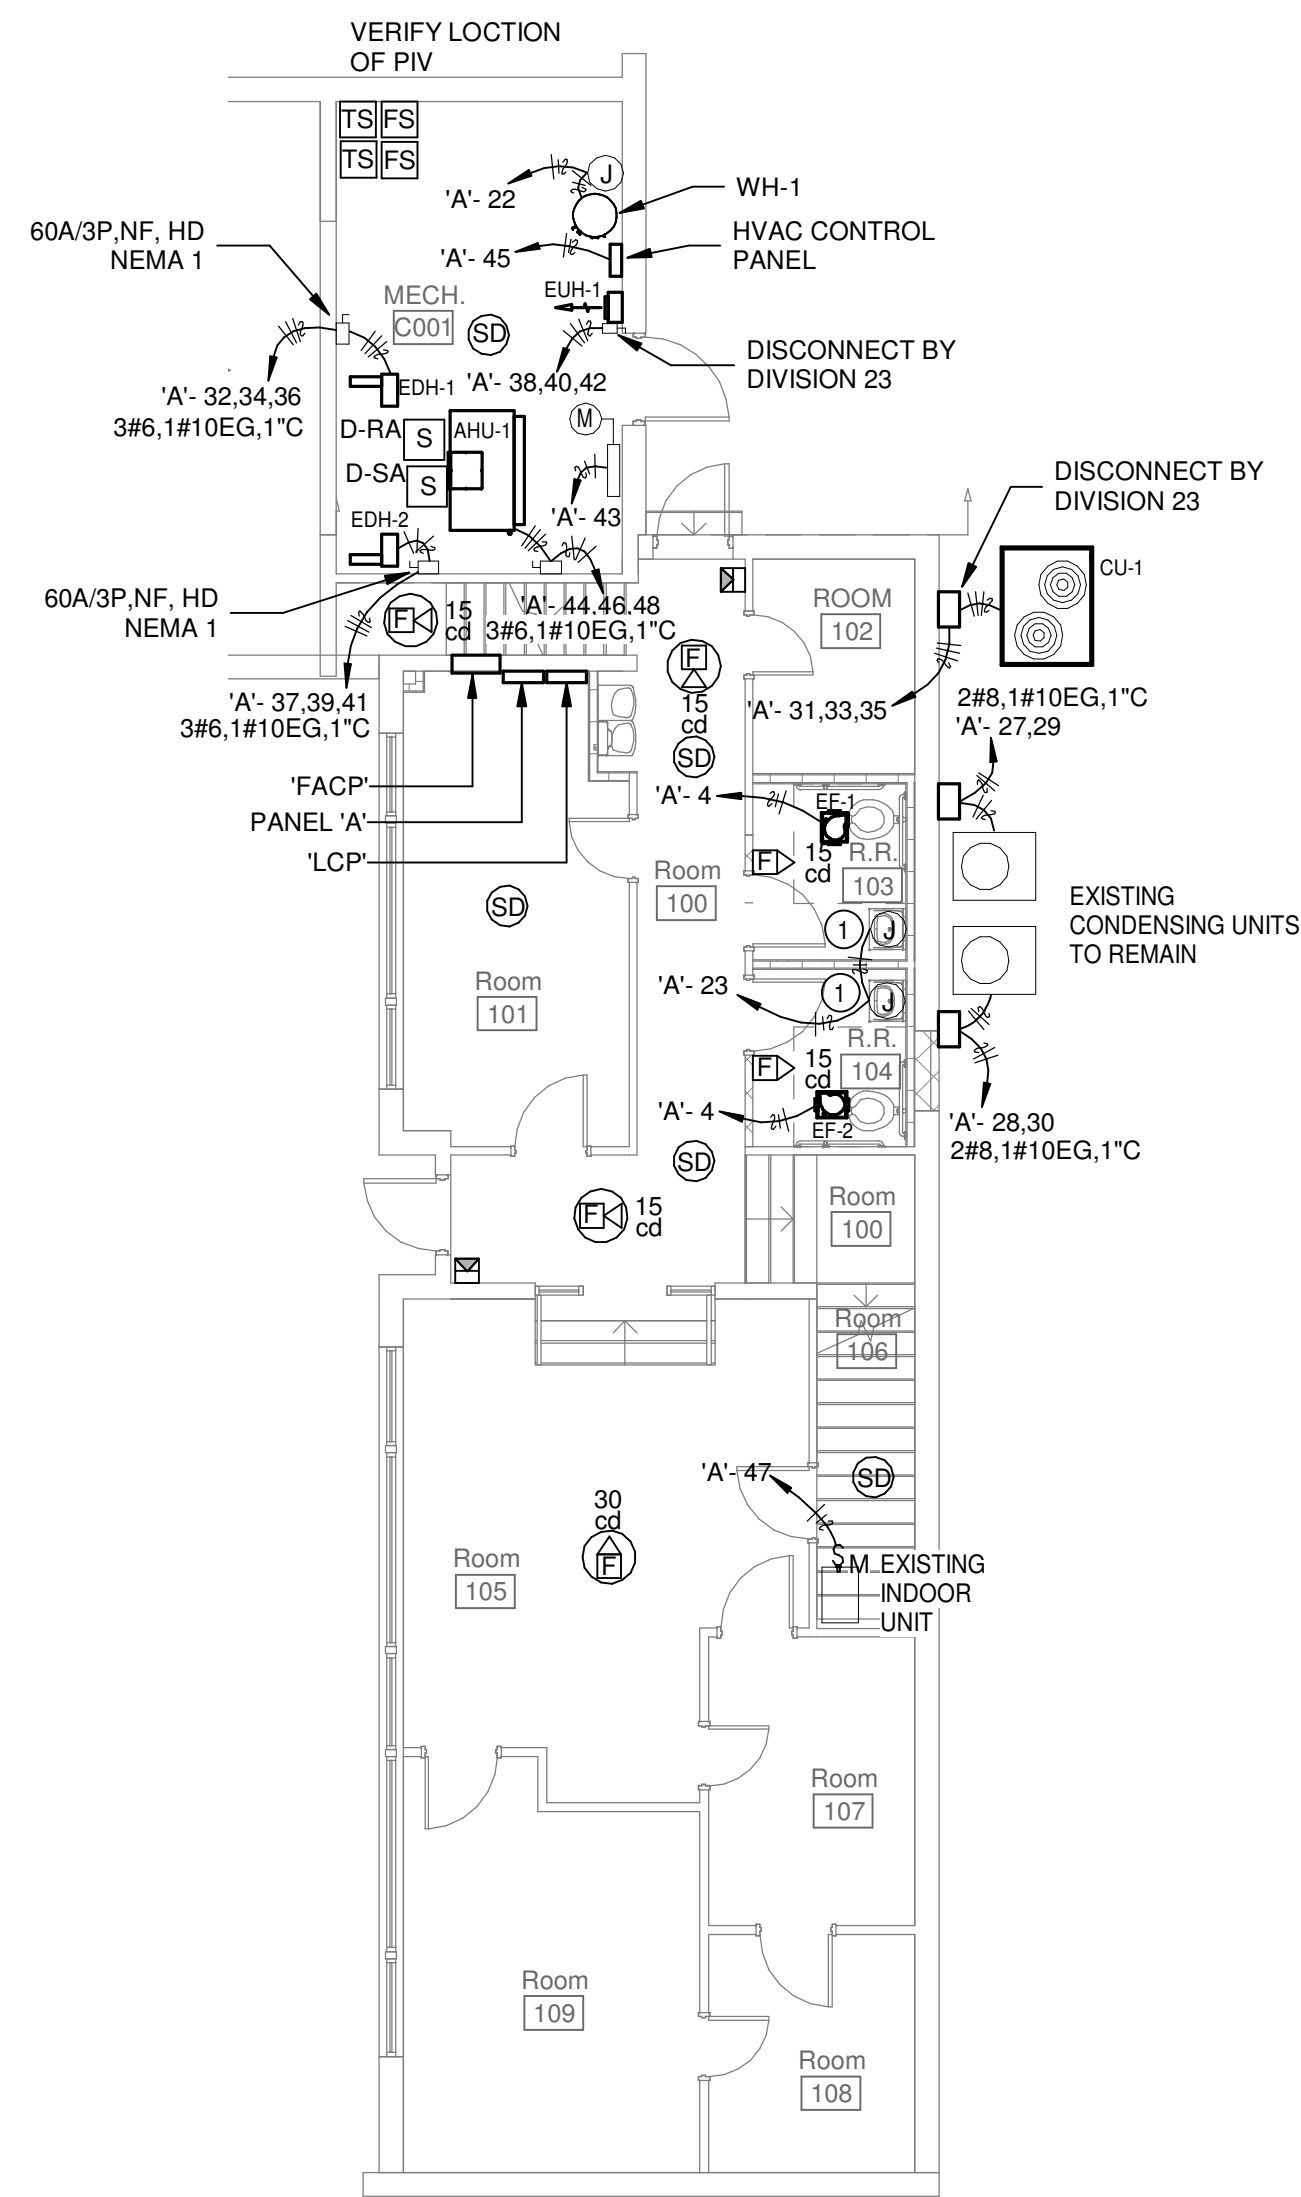 VERIFY LOCTION
OF PIV
TS FS
TS FS
J
'A'- 22
WH-1
60A/3P,NF, HD
NEMA 1
HVAC CONTROL
PANEL
'A'- 45
EUH-1
MECH.
C001
SD
DISCONNECT BY
DIVISION 23
'A'- 32,34,36
3#6,1#10EG,1"C
EDH-1
'A'- 38,40,42
D-RA
S
AHU-1
M
D-SA
S
'A'- 43
EDH-2
DISCONNECT BY
DIVISION 23
CU-1
60A/3P,NF, HD
NEMA 1
F
15
cd
'A'- 44,46,48
3#6,1#10EG,1"C
ROOM
102
F
15
cd
'A'- 37,39,41
3#6,1#10EG,1"C
'A'- 31,33,35
2#8,1#10EG,1"C
'A'- 27,29
SD
'FACP'
PANEL 'A'
'LCP'
'A'- 4
EF-1
F
15
cd
R.R.
103
Room
100
SD
1
J
EXISTING
CONDENSING UNITS
TO REMAIN
Room
101
'A'- 23
1
J
F
15
cd
R.R.
104
'A'- 4
EF-2
'A'- 28,30
2#8,1#10EG,1"C
SD
F
15
cd
Room
100
Room
106
'A'- 47
SD
30
cd
F
Room
105
S
M EXISTING
INDOOR
UNIT
Room
107
Room
109
Room
108